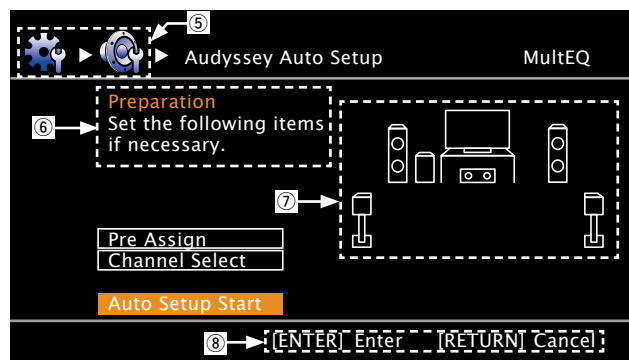 ⑤
Audyssey Auto Setup MultEQ
Preparation
⑥ Set the following items
if necessary.
⑦
Pre Assign
Channel Select
Auto Setup Start
⑧ [ENTER] Enter [RETURN] Cancel